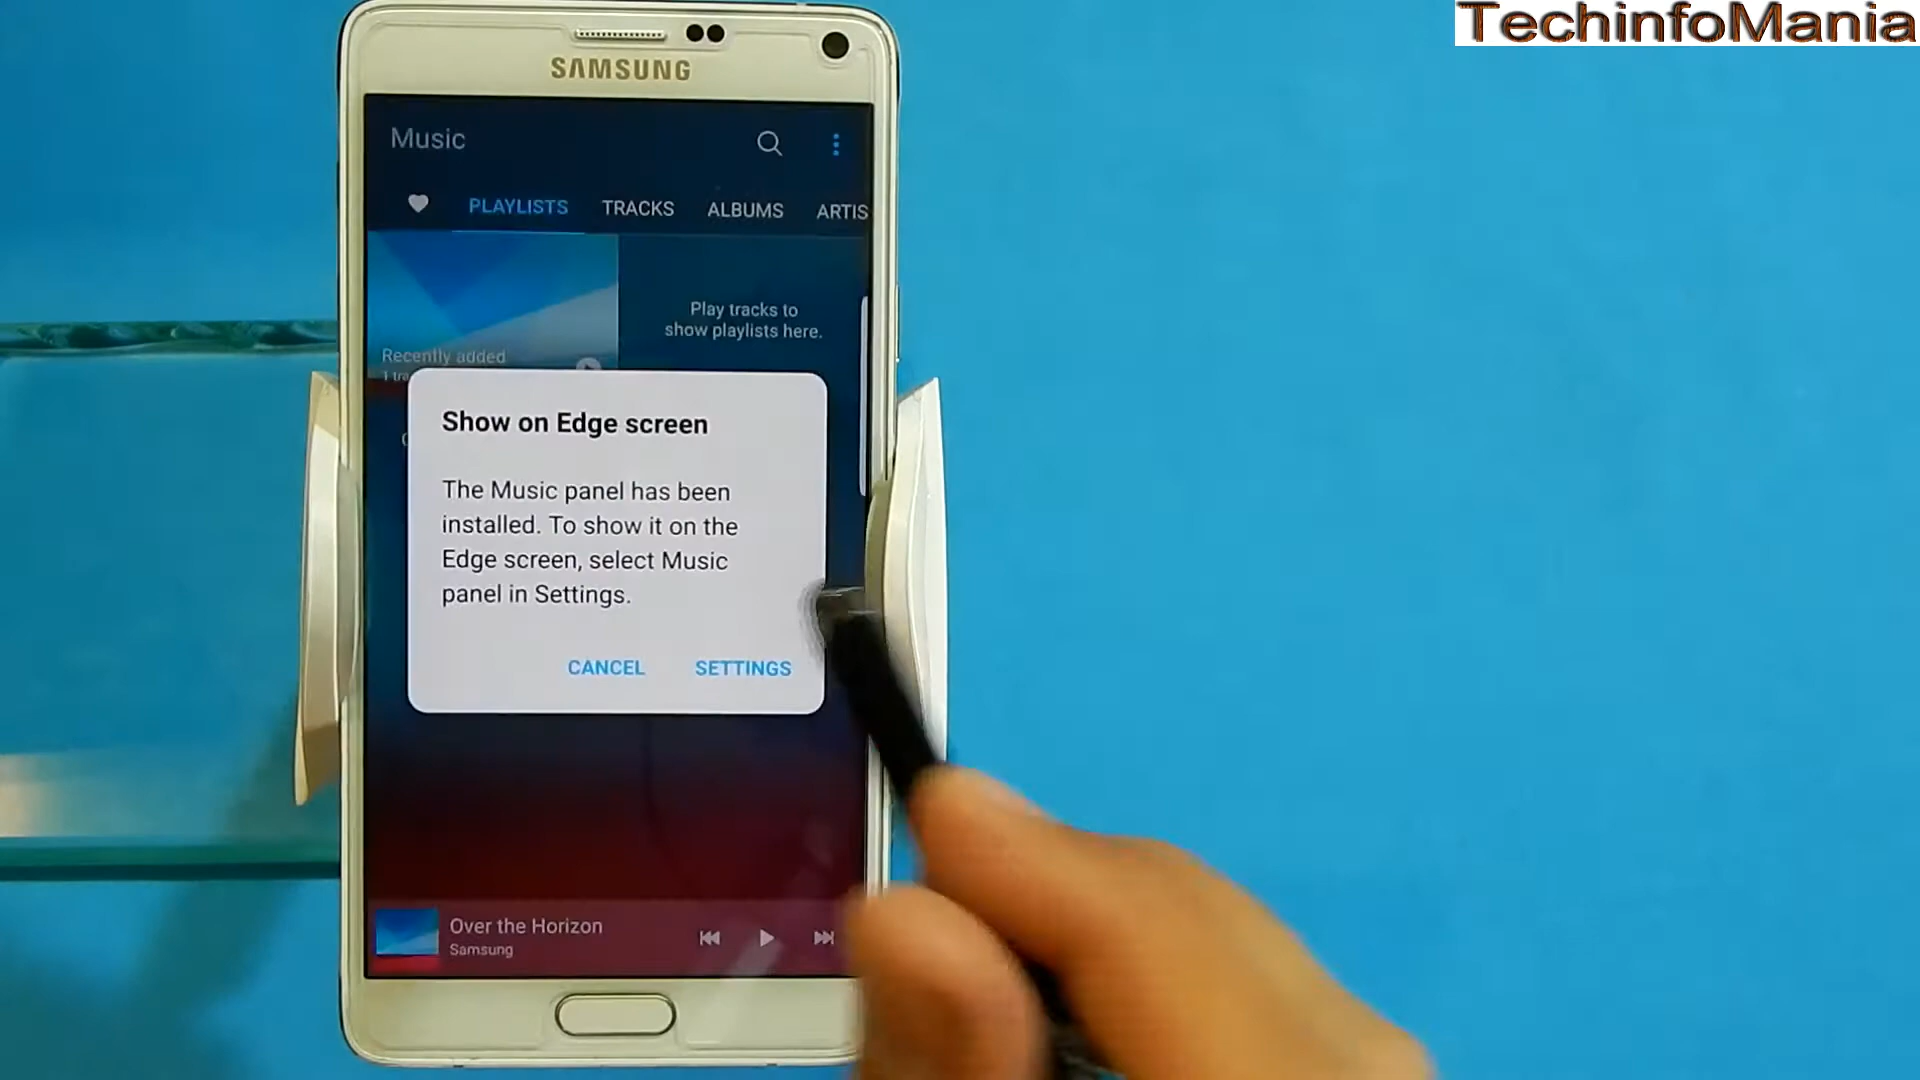 TechinfoMania
SAMSUNG
Music
PLAYLISTS TRACKS ALBUMS ARTIS
Play tracks to
show playlists here.
Recently added
1 tra
Show on Edge screen
The Music panel has been
installed. To show it on the
Edge screen, select Music
panel in Settings.
CANCEL SETTINGS
Over the Horizon
Samsung